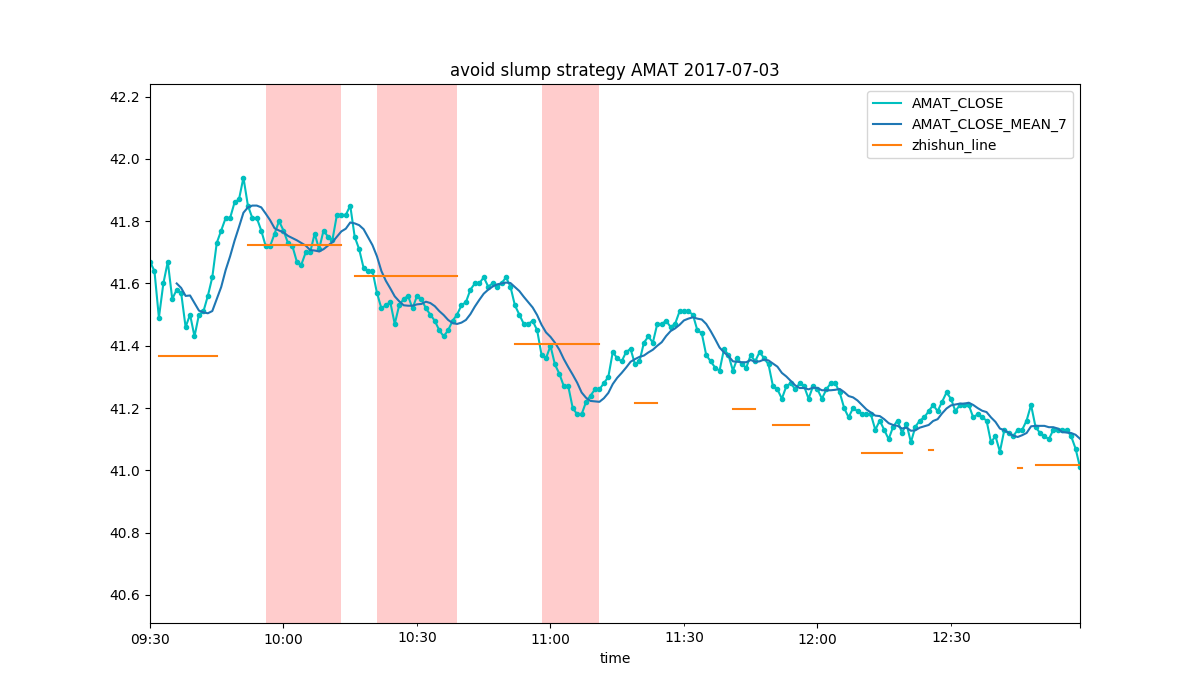 avoid slump strategy AMAT 2017-07-03
AMAT_CLOSE
AMAT_CLOSE_MEAN_7
zhishun_line
42.2
42.0
41.8
41.6
41.4
41.2
41.0
40.8
40.6
09:30 10:00 10:30 11:00 11:30 12:00 12:30
time